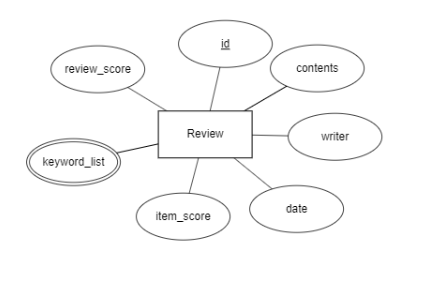 id
review_score
contents
Review
writer
keyword_list
item_score
date